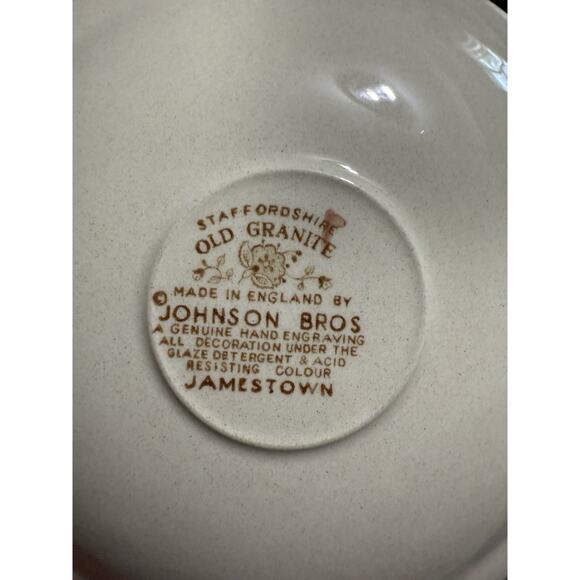 STAFFORDSHIRE
OLD GRANITE
MADE IN ENGLAND BY
© JOHNSON BROS
A GENUINE HAND ENGRAVING
ALL DECORATION UNDER THE
GLAZE DETERGENT & ACID
RESISTING COLOUR
JAMESTOWN